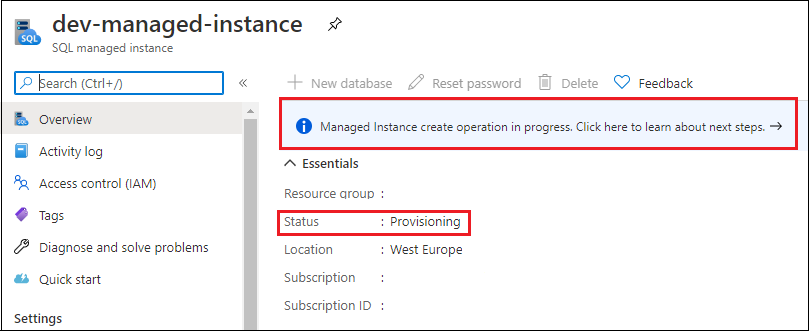 dev-managed-instance
SQL
SQL managed instance
Search (Ctrl+/)
«
Overview
Activity log
Access control (IAM)
Tags
Diagnose and solve problems
Quick start
Settings
New database
Reset password
Delete
Feedback
Managed Instance create operation in progress. Click here to learn about next steps. →
Essentials
Resource group :
Status : Provisioning
Location : West Europe
Subscription :
Subscription ID :